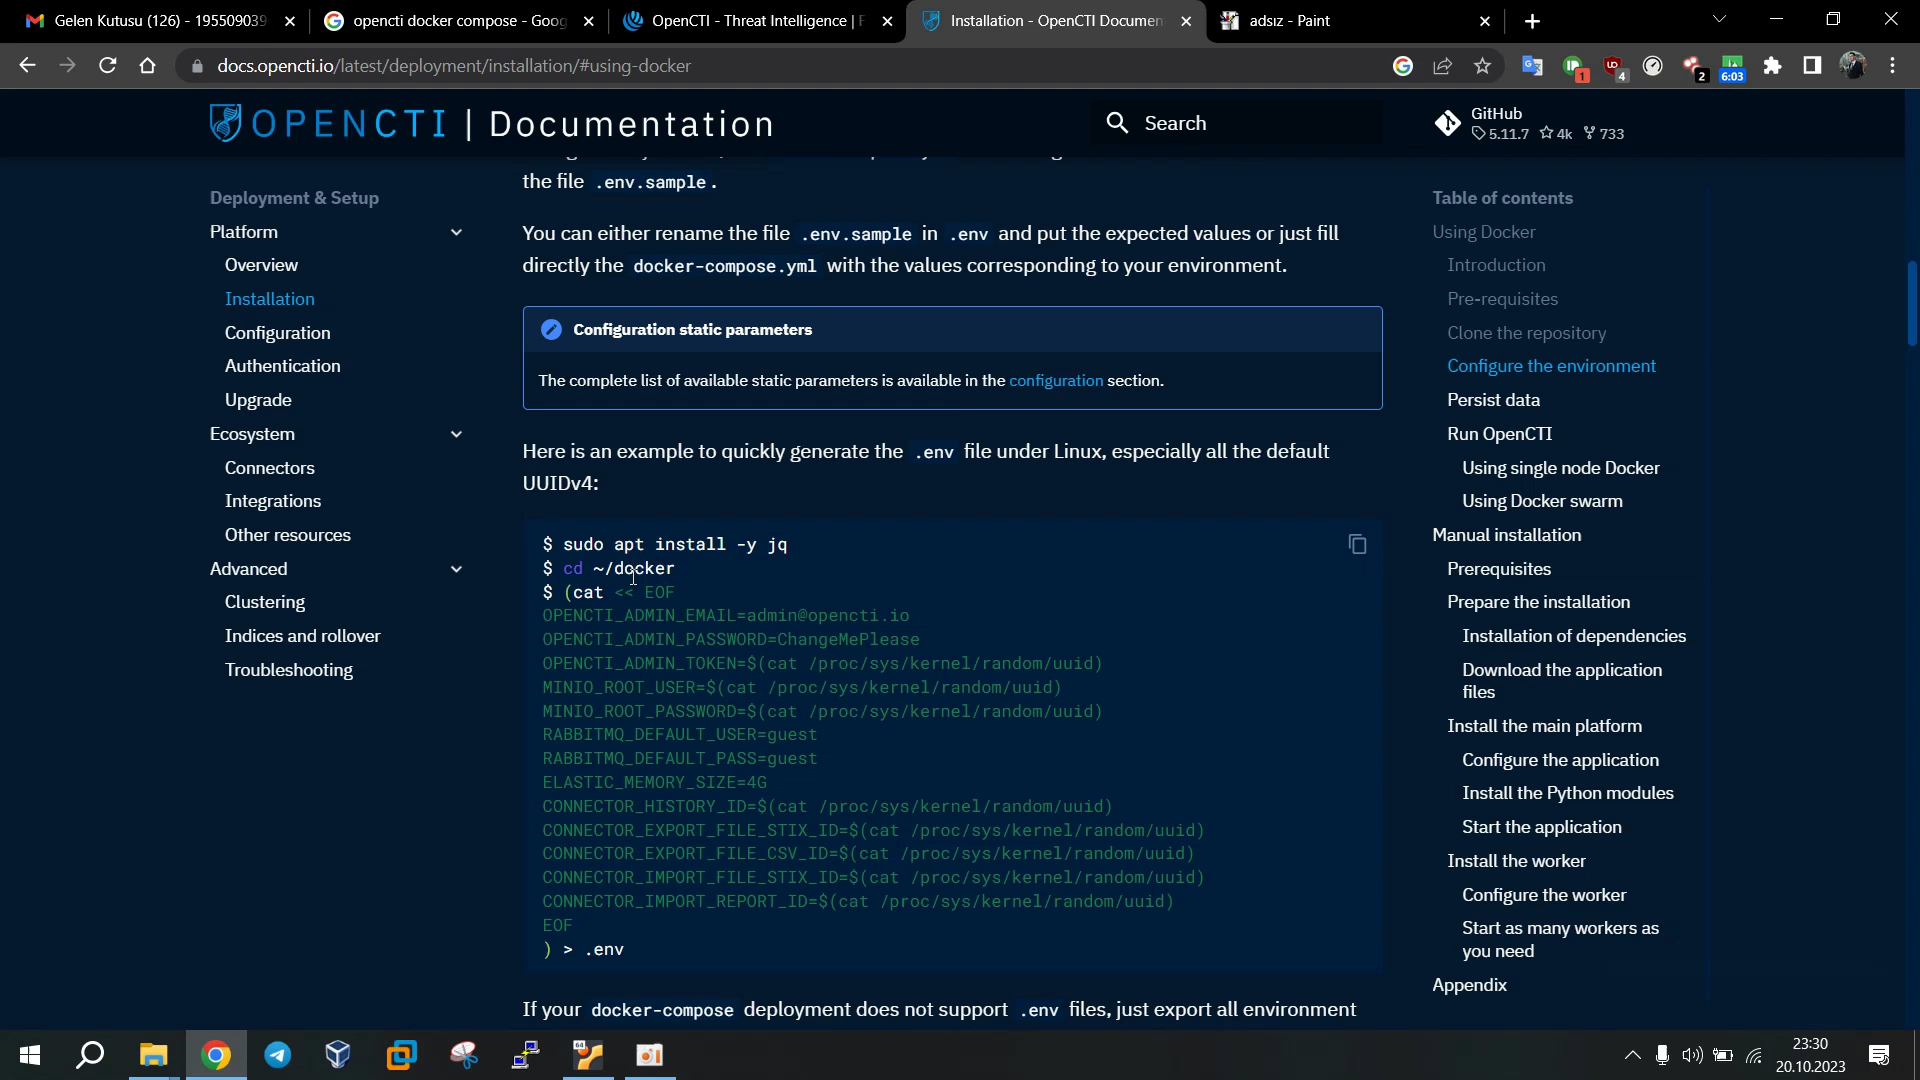 Gelen Kutusu (126) - 195509039
opencti docker compose - Goog
OpenCTI - Threat Intelligence | F
Installation - OpenCTI Documen
adsız - Paint
docs.opencti.io/latest/deployment/installation/#using-docker
1
4
2
6:03
OPENCTI | Documentation
Search
GitHub
5.11.7 4k 733
the file .env.sample.
You can either rename the file .env.sample in .env and put the expected values or just fill
directly the docker-compose.yml with the values corresponding to your environment.
Configuration static parameters
The complete list of available static parameters is available in the configuration section.
Here is an example to quickly generate the .env file under Linux, especially all the default
UUIDv4:
$ sudo apt install -y jq
$ cd ~/docker
$ (cat << EOF
OPENCTI_ADMIN_EMAIL=admin@opencti.io
OPENCTI_ADMIN_PASSWORD=ChangeMePlease
OPENCTI_ADMIN_TOKEN=$(cat /proc/sys/kernel/random/uuid)
MINIO_ROOT_USER=$(cat /proc/sys/kernel/random/uuid)
MINIO_ROOT_PASSWORD=$(cat /proc/sys/kernel/random/uuid)
RABBITMQ_DEFAULT_USER=guest
RABBITMQ_DEFAULT_PASS=guest
ELASTIC_MEMORY_SIZE=4G
CONNECTOR_HISTORY_ID=$(cat /proc/sys/kernel/random/uuid)
CONNECTOR_EXPORT_FILE_STIX_ID=$(cat /proc/sys/kernel/random/uuid)
CONNECTOR_EXPORT_FILE_CSV_ID=$(cat /proc/sys/kernel/random/uuid)
CONNECTOR_IMPORT_FILE_STIX_ID=$(cat /proc/sys/kernel/random/uuid)
CONNECTOR_IMPORT_REPORT_ID=$(cat /proc/sys/kernel/random/uuid)
EOF
) > .env
If your docker-compose deployment does not support .env files, just export all environment
Deployment & Setup
Platform
Overview
Installation
Configuration
Authentication
Upgrade
Ecosystem
Connectors
Integrations
Other resources
Advanced
Clustering
Indices and rollover
Troubleshooting
Table of contents
Using Docker
Introduction
Pre-requisites
Clone the repository
Configure the environment
Persist data
Run OpenCTI
Using single node Docker
Using Docker swarm
Manual installation
Prerequisites
Prepare the installation
Installation of dependencies
Download the application
files
Install the main platform
Configure the application
Install the Python modules
Start the application
Install the worker
Configure the worker
Start as many workers as
you need
Appendix
64
23:30
20.10.2023